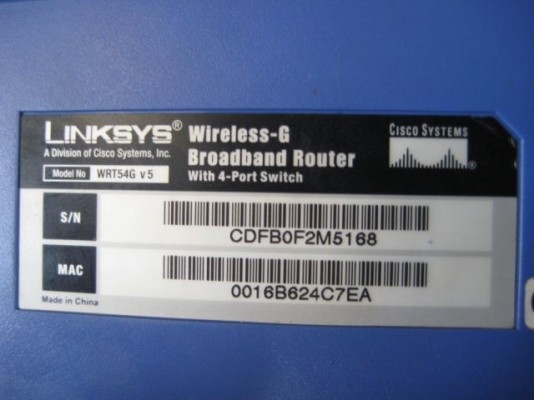 LINKSYS® Wireless-G
A Division of Cisco Systems, Inc.
Broadband Router
Model No WRT54G v5
With 4-Port Switch
CISCO SYSTEMS
®
S/N
CDFB0F2M5168
MAC
0016B624C7EA
Made in China